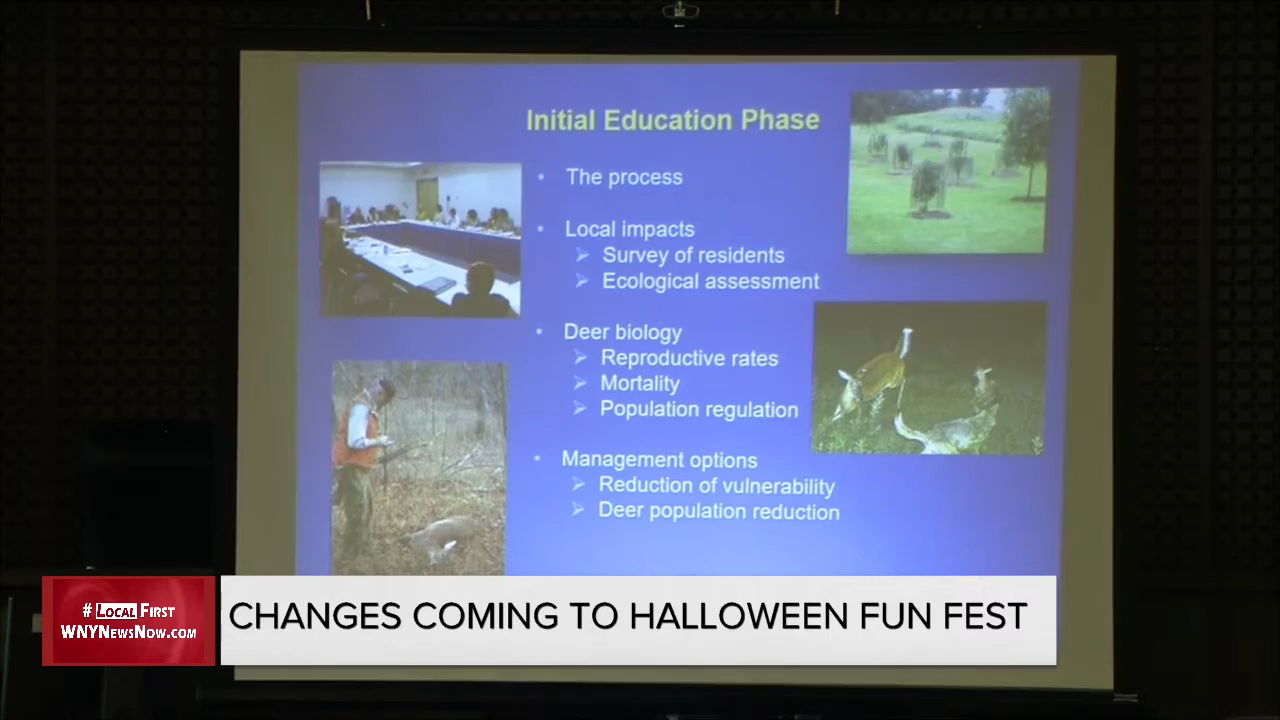 Initial Education Phase
• The process
• Local impacts
➢ Survey of residents
➢ Ecological assessment
• Deer biology
➢ Reproductive rates
➢ Mortality
➢ Population regulation
• Management options
➢ Reduction of vulnerability
➢ Deer population reduction
# LOCAL FIRST
WNYNEWSNOW.COM
CHANGES COMING TO HALLOWEEN FUN FEST